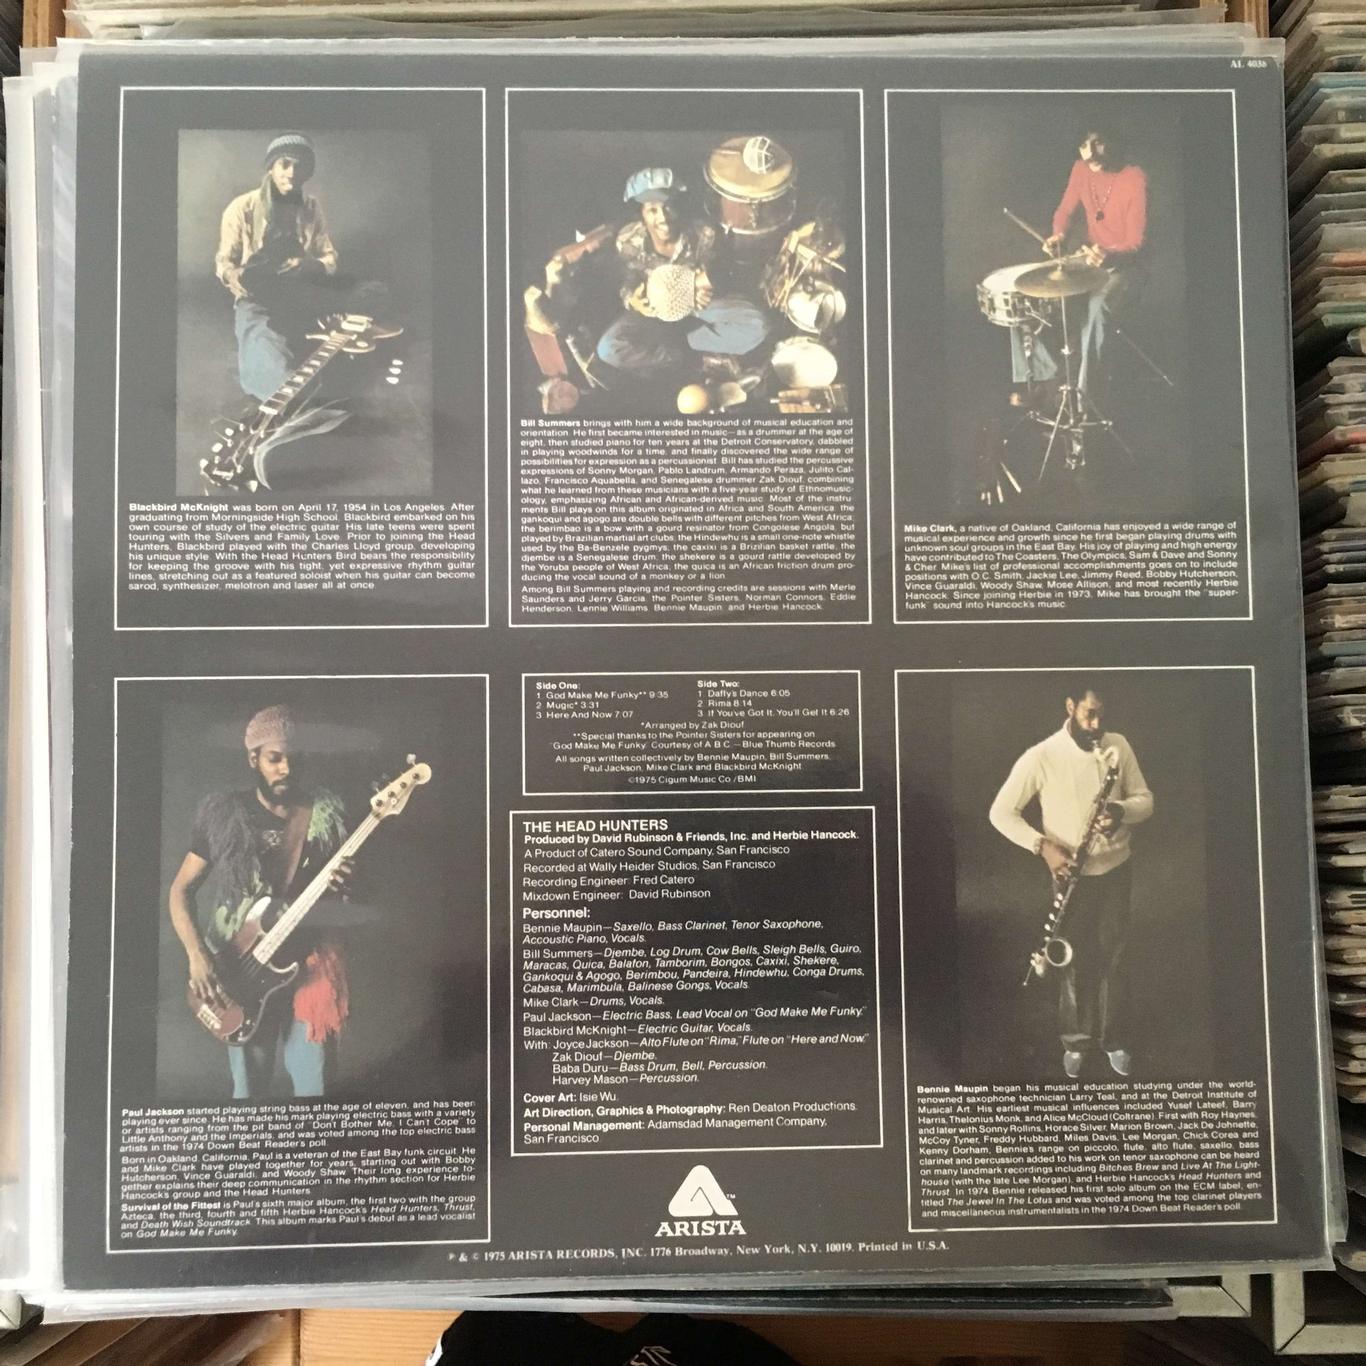 AL 4038
Blackbird McKnight was born on April 17, 1954 in Los Angeles. After
graduating from Morningside High School, Blackbird embarked on his
own course of study of the electric guitar. His late teens were spent
touring with the Silvers and Family Love. Prior to joining the Head
Hunters, Blackbird played with the Charles Lloyd group, developing
his unique style. With the Head Hunters Bird bears the responsibility
for keeping the groove with his tight, yet expressive rhythm guitar
lines, stretching out as a featured soloist when his guitar can become
sarod, synthesizer, melotron and laser all at once.
Bill Summers brings with him a wide background of musical education and
orientation. He first became interested in music—as a drummer at the age of
eight, then studied piano for ten years at the Detroit Conservatory, dabbled
in playing woodwinds for a time, and finally discovered the wide range of
possibilities for expression as a percussionist. Bill has studied the percussive
expressions of Sonny Morgan, Pablo Landrum, Armando Peraza, Julito Cal-
lazo, Francisco Aquabella, and Senegalese drummer Zak Diouf, combining
what he learned from these musicians with a five-year study of Ethnomusic-
ology, emphasizing African and African-derived music. Most of the instru-
ments Bill plays on this album originated in Africa and South America: the
gankoqui and agogo are double bells with different pitches from West Africa;
the berimbao is a bow with a gourd resinator from Congolese Angola, but
played by Brazilian martial art clubs; the Hindewhu is a small one-note whistle
used by the Ba-Benzele pygmys; the caxixi is a Brizilian basket rattle; the
djembe is a Senegalese drum; the shekere is a gourd rattle developed by
the Yoruba people of West Africa; the quica is an African friction drum pro-
ducing the vocal sound of a monkey or a lion.
Among Bill Summers playing and recording credits are sessions with Merle
Saunders and Jerry Garcia, the Pointer Sisters, Norman Connors, Eddie
Henderson, Lennie Williams, Bennie Maupin, and Herbie Hancock.
Mike Clark, a native of Oakland, California has enjoyed a wide range of
musical experience and growth since he first began playing drums with
unknown soul groups in the East Bay. His joy of playing and high energy
have contributed to The Coasters, The Olympics, Sam & Dave and Sonny
& Cher. Mike's list of professional accomplishments goes on to include
positions with O.C. Smith, Jackie Lee, Jimmy Reed, Bobby Hutcherson,
Vince Guaraldi, Woody Shaw, Mose Allison, and most recently Herbie
Hancock. Since joining Herbie in 1973, Mike has brought the "super-
funk" sound into Hancock's music.
Paul Jackson started playing string bass at the age of eleven, and has been
playing ever since. He has made his mark playing electric bass with a variety
or artists ranging from the pit band of "Don't Bother Me, I Can't Cope" to
Little Anthony and the Imperials, and was voted among the top electric bass
artists in the 1974 Down Beat Reader's poll.
Born in Oakland, California, Paul is a veteran of the East Bay funk circuit. He
and Mike Clark have played together for years, starting out with Bobby
Hutcherson, Vince Guaraldi, and Woody Shaw. Their long experience to-
gether explains their deep communication in the rhythm section for Herbie
Hancock's group and the Head Hunters.
Survival of the Fittest is Paul's sixth major album, the first two with the group
Azteca, the third, fourth and fifth Herbie Hancock's Head Hunters, Thrust,
and Death Wish Soundtrack. This album marks Paul's debut as a lead vocalist
on God Make Me Funky.
Side One:
1 God Make Me Funky** 9:35
2 Mugic* 3:31
3 Here And Now 7:07
Side Two:
1 Daffy's Dance 6:05
2 Rima 8:14
3 If You've Got It, You'll Get It 6:26
*Arranged by Zak Diouf
**Special thanks to the Pointer Sisters for appearing on
"God Make Me Funky" Courtesy of A B C – Blue Thumb Records
All songs written collectively by Bennie Maupin, Bill Summers,
Paul Jackson, Mike Clark and Blackbird McKnight
©1975 Cigum Music Co./BMI
THE HEAD HUNTERS
Produced by David Rubinson & Friends, Inc. and Herbie Hancock.
A Product of Catero Sound Company, San Francisco
Recorded at Wally Heider Studios, San Francisco
Recording Engineer: Fred Catero
Mixdown Engineer: David Rubinson
Personnel:
Bennie Maupin—Saxello, Bass Clarinet, Tenor Saxophone,
Accoustic Piano, Vocals.
Bill Summers—Djembe, Log Drum, Cow Bells, Sleigh Bells, Guiro,
Maracas, Quica, Balafon, Tamborim, Bongos, Caxixi, Shekere,
Gankoqui & Agogo, Berimbou, Pandeira, Hindewhu, Conga Drums,
Cabasa, Marimbula, Balinese Gongs, Vocals.
Mike Clark—Drums, Vocals.
Paul Jackson—Electric Bass, Lead Vocal on "God Make Me Funky."
Blackbird McKnight—Electric Guitar, Vocals.
With: Joyce Jackson—Alto Flute on "Rima," Flute on "Here and Now."
Zak Diouf—Djembe.
Baba Duru—Bass Drum, Bell, Percussion.
Harvey Mason—Percussion.
Cover Art: Isie Wu.
Art Direction, Graphics & Photography: Ren Deaton Productions.
Personal Management: Adamsdad Management Company,
San Francisco.
Bennie Maupin began his musical education studying under the world-
renowned saxophone technician Larry Teal, and at the Detroit Institute of
Musical Art. His earliest musical influences included Yusef Lateef, Barry
Harris, Thelonius Monk and Alice McCloud (Coltrane). First with Roy Haynes,
and later with Sonny Rollins, Horace Silver, Marion Brown, Jack De Johnette,
McCoy Tyner, Freddy Hubbard, Miles Davis, Lee Morgan, Chick Corea and
Kenny Dorham, Bennie's range on piccolo, flute, alto flute, saxello, bass
clarinet and percussion added to his work on tenor saxophone can be heard
on many landmark recordings including Bitches Brew and Live At The Light-
house (with the late Lee Morgan), and Herbie Hancock's Head Hunters and
Thrust. In 1974 Bennie released his first solo album on the ECM label, en-
titled The Jewel In The Lotus and was voted among the top clarinet players
and miscellaneous instrumentalists in the 1974 Down Beat Reader's poll.
TM
ARISTA
℗ & © 1975 ARISTA RECORDS, INC. 1776 Broadway, New York, N.Y. 10019. Printed in U.S.A.